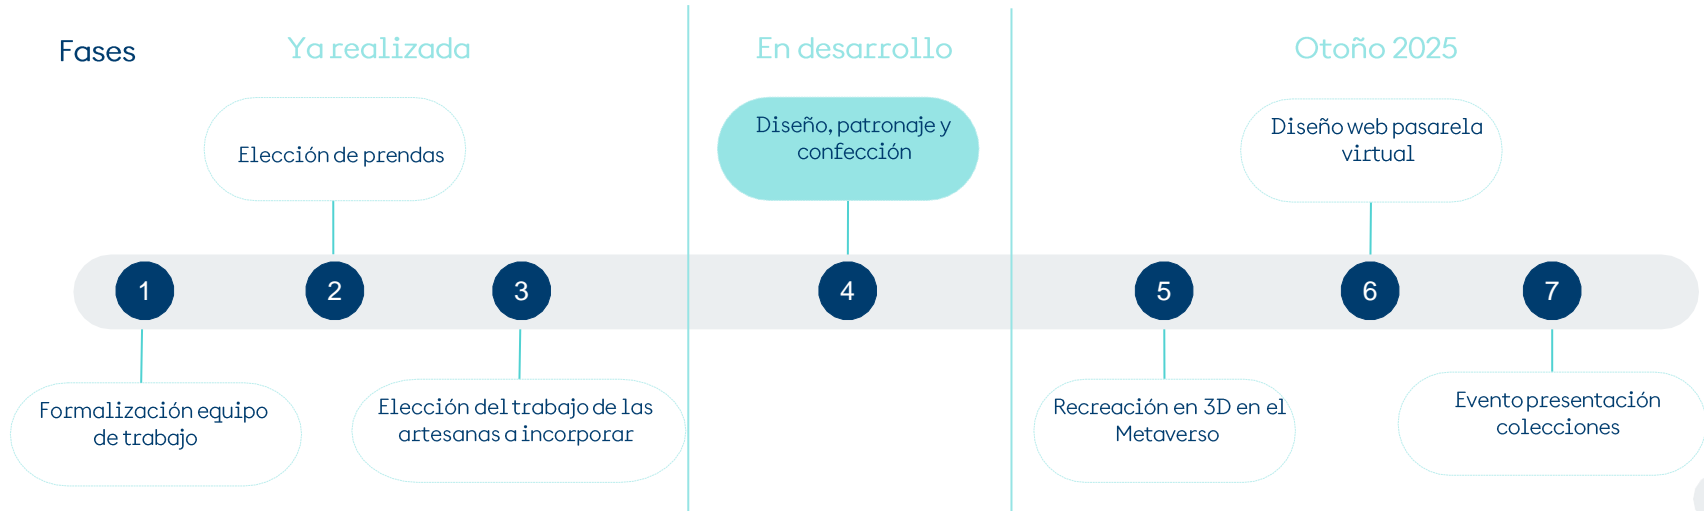 Fases
Ya realizada
En desarrollo
Otoño 2025
Elección de prendas
Diseño, patronaje y
confección
Diseño web pasarela
virtual
1
2
3
4
5
6
7
Formalización equipo
de trabajo
Elección del trabajo de las
artesanas a incorporar
Recreación en 3D en el
Metaverso
Evento presentación
colecciones